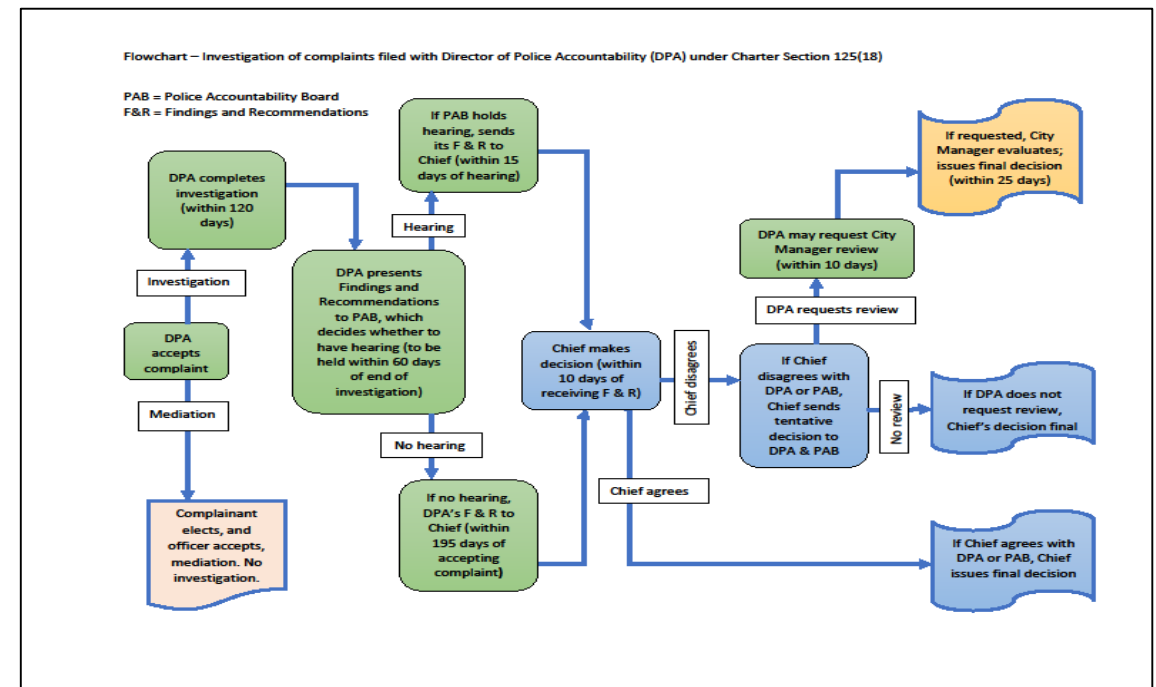 Flowchart – Investigation of complaints filed with Director of Police Accountability (DPA) under Charter Section 125(18)
PAB = Police Accountability Board
F&R = Findings and Recommendations
DPA accepts
complaint
Investigation
DPA completes
investigation
(within 120
days)
Mediation
Complainant
elects, and
officer accepts,
mediation. No
investigation.
DPA presents
Findings and
Recommendations
to PAB, which
decides whether to
have hearing (to be
held within 60 days
of end of
investigation)
Hearing
If PAB holds
hearing, sends
its F & R to
Chief (within 15
days of hearing)
No hearing
If no hearing,
DPA’s F & R to
Chief (within
195 days of
accepting
complaint)
Chief makes
decision (within
10 days of
receiving F & R)
Chief disagrees
If Chief
disagrees with
DPA or PAB,
Chief sends
tentative
decision to
DPA & PAB
DPA requests review
DPA may request City
Manager review
(within 10 days)
If requested, City
Manager evaluates;
issues final decision
(within 25 days)
No review
If DPA does not
request review,
Chief’s decision final
Chief agrees
If Chief agrees with
DPA or PAB, Chief
issues final decision